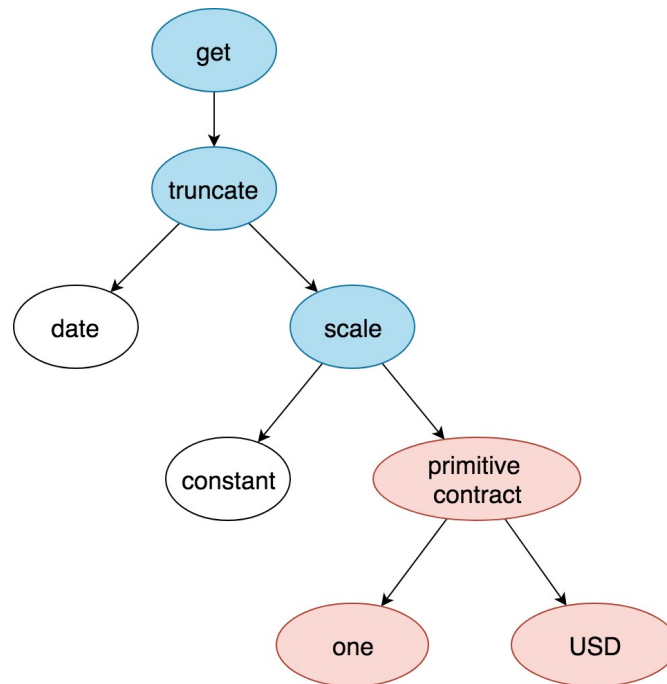 get
truncate
date
scale
constant
primitive
contract
one
USD